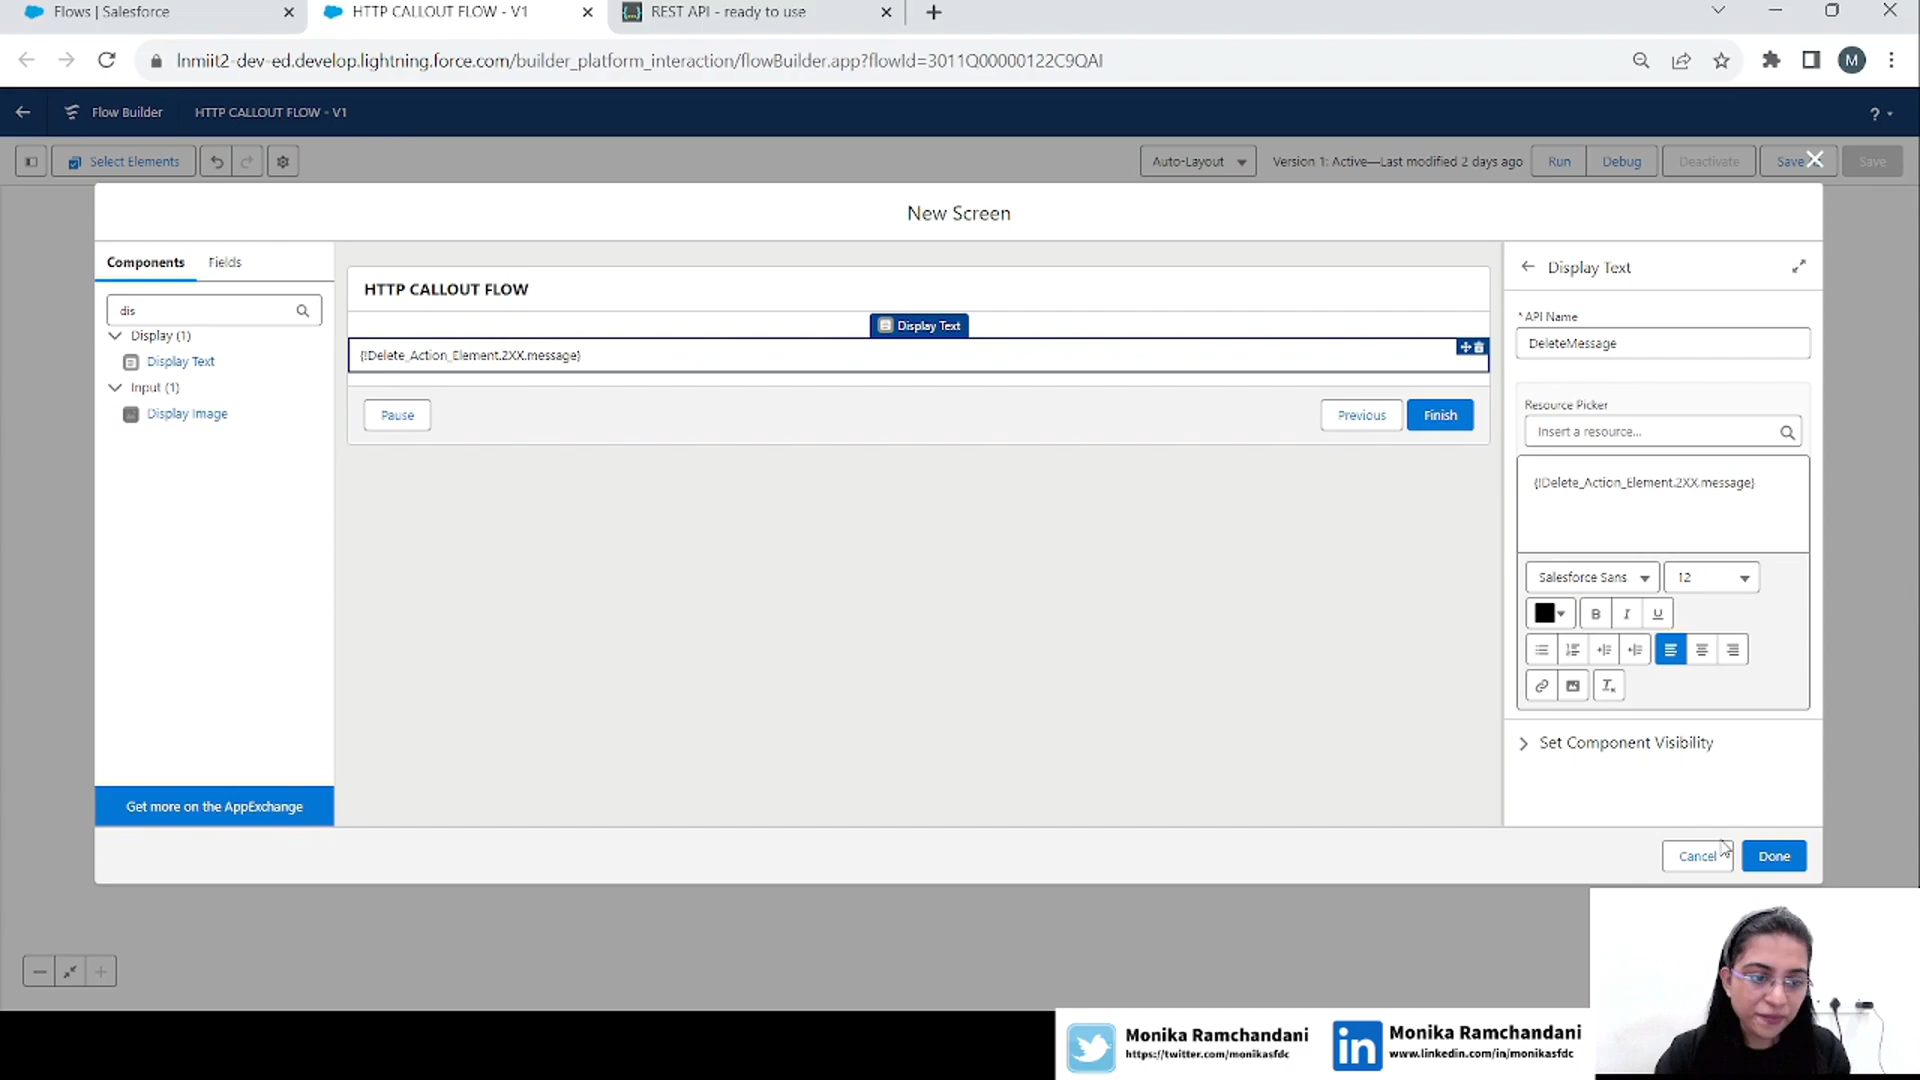 Flows | Salesforce
HTTP CALLOUT FLOW - V1
REST API - ready to use
lnmiit2-dev-ed.develop.lightning.force.com/builder_platform_interaction/flowBuilder.app?flowId=3011Q00000122C9QAI
M
Flow Builder
HTTP CALLOUT FLOW - V1
?
Select Elements
Auto-Layout
Version 1: Active—Last modified 2 days ago
Run
Debug
Deactivate
Save
Save
New Screen
Components
Fields
dis
Display (1)
Display Text
Input (1)
Display Image
Get more on the AppExchange
HTTP CALLOUT FLOW
Display Text
{!Delete_Action_Element.2XX.message}
Pause
Previous
Finish
Display Text
*API Name
DeleteMessage
Resource Picker
Insert a resource...
{!Delete_Action_Element.2XX.message}
Salesforce Sans
12
B I U
Set Component Visibility
Cancel
Done
Monika Ramchandani
https://twitter.com/monikasfdc
in
Monika Ramchandani
www.linkedin.com/in/monikasfdc